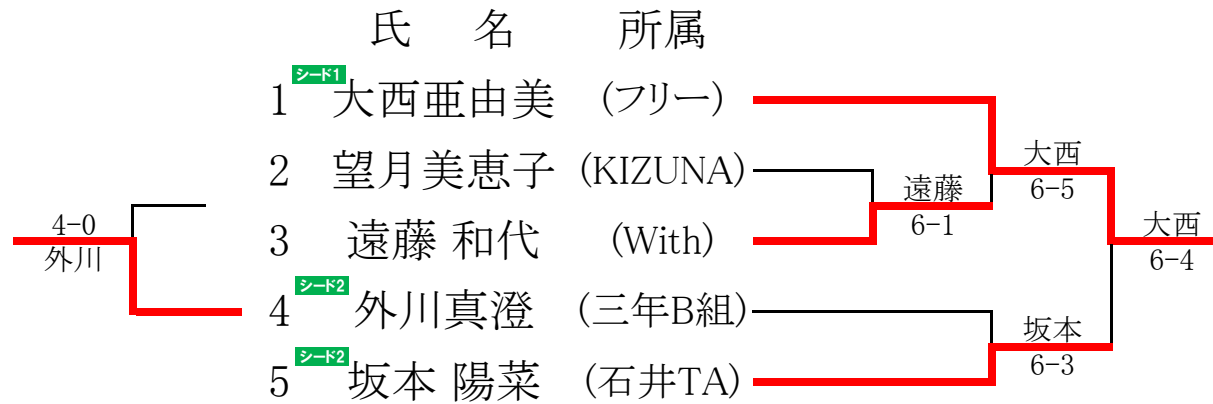 氏 名 所属
シード1
1 大西亜由美 (フリー)
2 望月美恵子 (KIZUNA)
3 遠藤 和代 (With)
シード2
4 外川真澄 (三年B組)
シード2
5 坂本 陽菜 (石井TA)
4-0
外川
遠藤
6-1
大西
6-5
坂本
6-3
大西
6-4